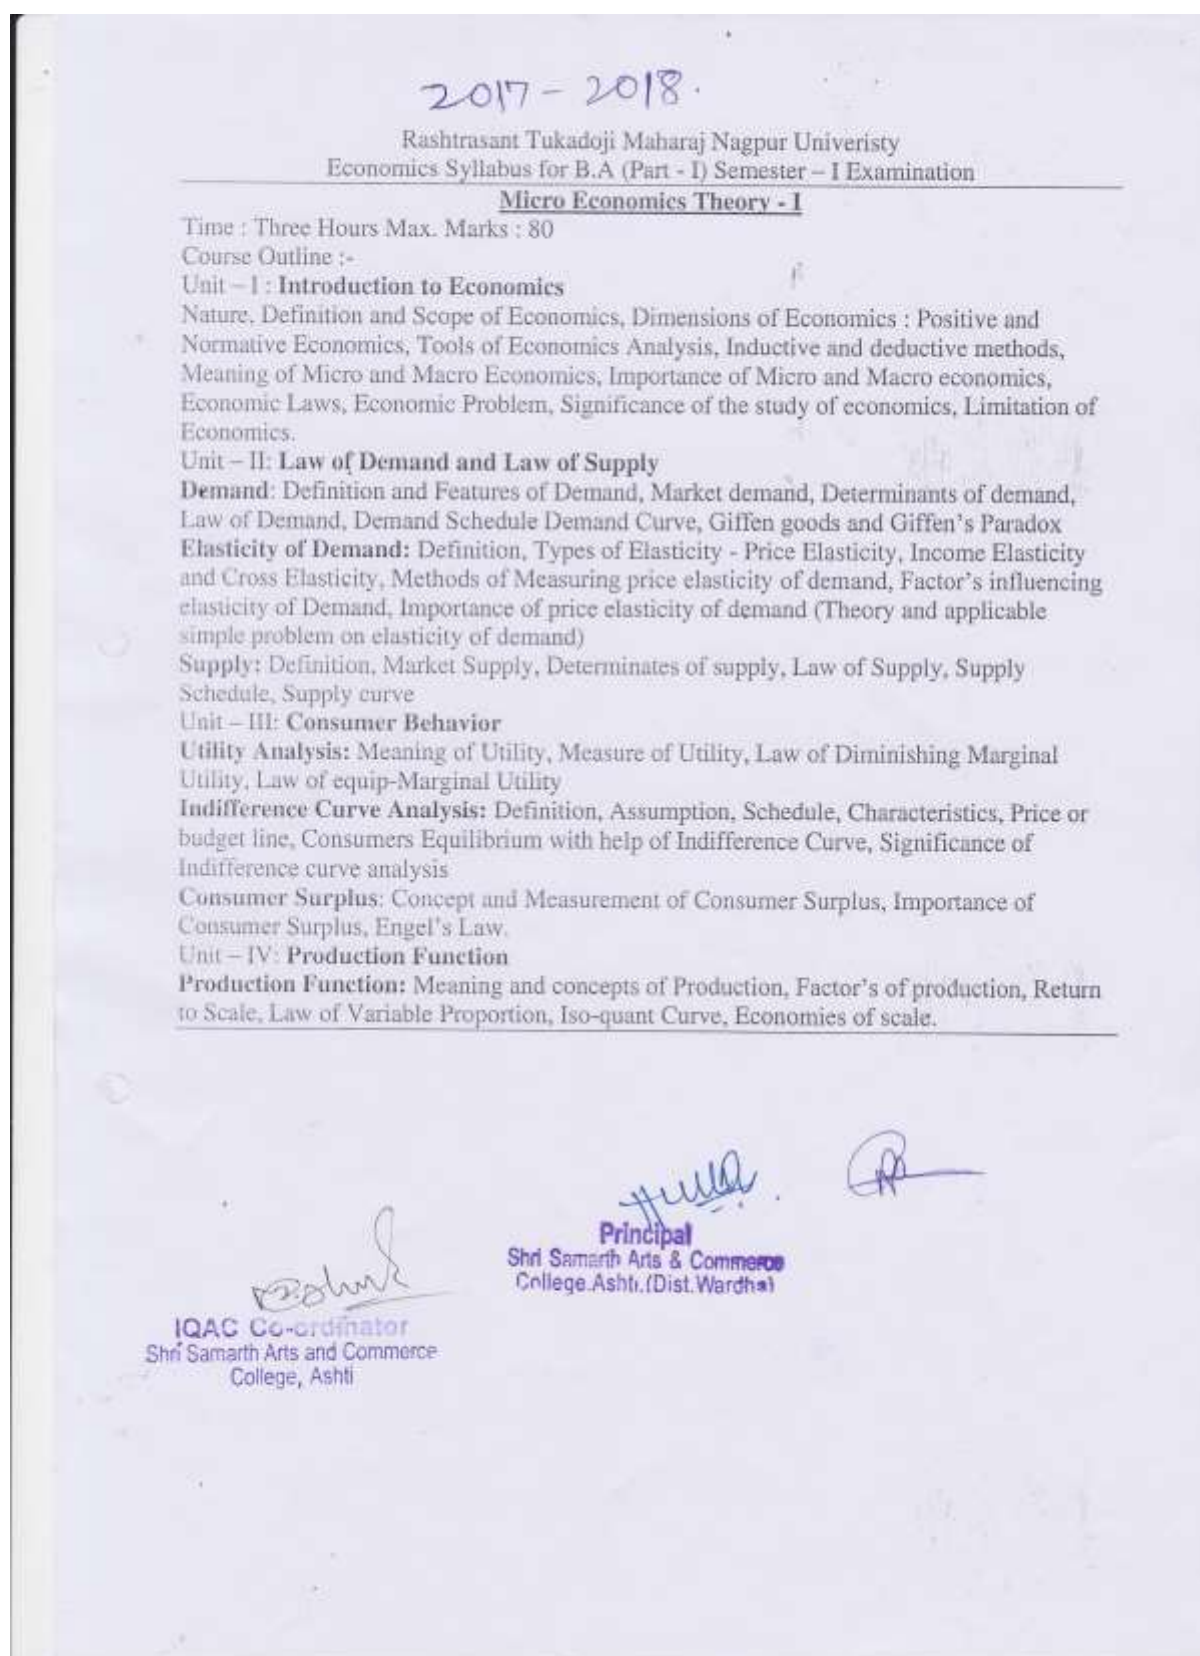 2017-2018.
Rashtrasant Tukadoji Maharaj Nagpur Univeristy
Economics Syllabus for B.A (Part - I) Semester – I Examination
Micro Economics Theory - I
Time : Three Hours Max. Marks : 80
Course Outline :-
Unit – I : Introduction to Economics
Nature, Definition and Scope of Economics, Dimensions of Economics : Positive and
Normative Economics, Tools of Economics Analysis, Inductive and deductive methods,
Meaning of Micro and Macro Economics, Importance of Micro and Macro economics,
Economic Laws, Economic Problem, Significance of the study of economics, Limitation of
Economics.
Unit – II: Law of Demand and Law of Supply
Demand: Definition and Features of Demand, Market demand, Determinants of demand,
Law of Demand, Demand Schedule Demand Curve, Giffen goods and Giffen's Paradox
Elasticity of Demand: Definition, Types of Elasticity - Price Elasticity, Income Elasticity
and Cross Elasticity, Methods of Measuring price elasticity of demand, Factor's influencing
elasticity of Demand, Importance of price elasticity of demand (Theory and applicable
simple problem on elasticity of demand)
Supply: Definition, Market Supply, Determinates of supply, Law of Supply, Supply
Schedule, Supply curve
Unit – III: Consumer Behavior
Utility Analysis: Meaning of Utility, Measure of Utility, Law of Diminishing Marginal
Utility, Law of equip-Marginal Utility
Indifference Curve Analysis: Definition, Assumption, Schedule, Characteristics, Price or
budget line, Consumers Equilibrium with help of Indifference Curve, Significance of
Indifference curve analysis
Consumer Surplus: Concept and Measurement of Consumer Surplus, Importance of
Consumer Surplus, Engel's Law.
Unit – IV: Production Function
Production Function: Meaning and concepts of Production, Factor's of production, Return
to Scale, Law of Variable Proportion, Iso-quant Curve, Economies of scale.
Principal
Shri Samarth Arts & Commerce
College.Ashti.(Dist.Wardha)
IQAC Co-ordinator
Shri Samarth Arts and Commerce
College, Ashti